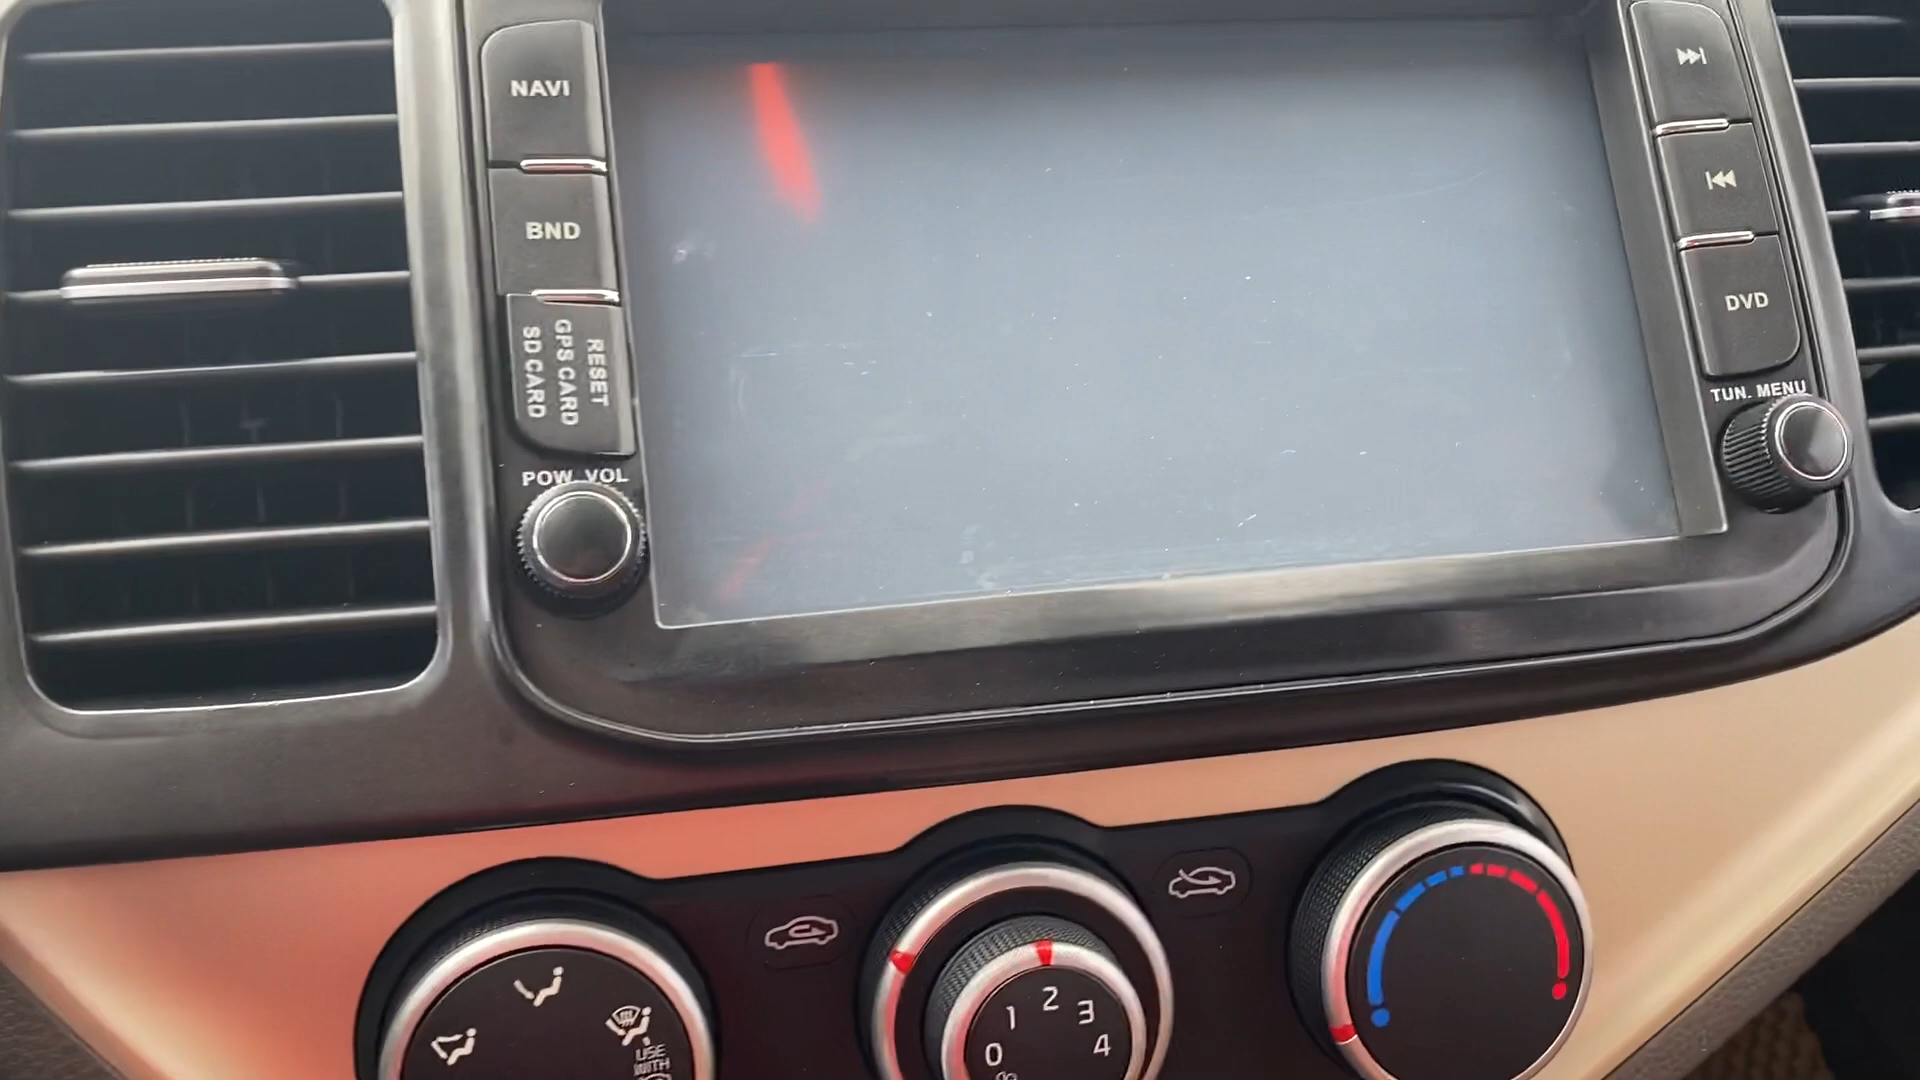 NAVI
BND
RESET
GPS CARD
SD CARD
POW. VOL
DVD
TUN. MENU
0 1 2 3 4
USE
WITH